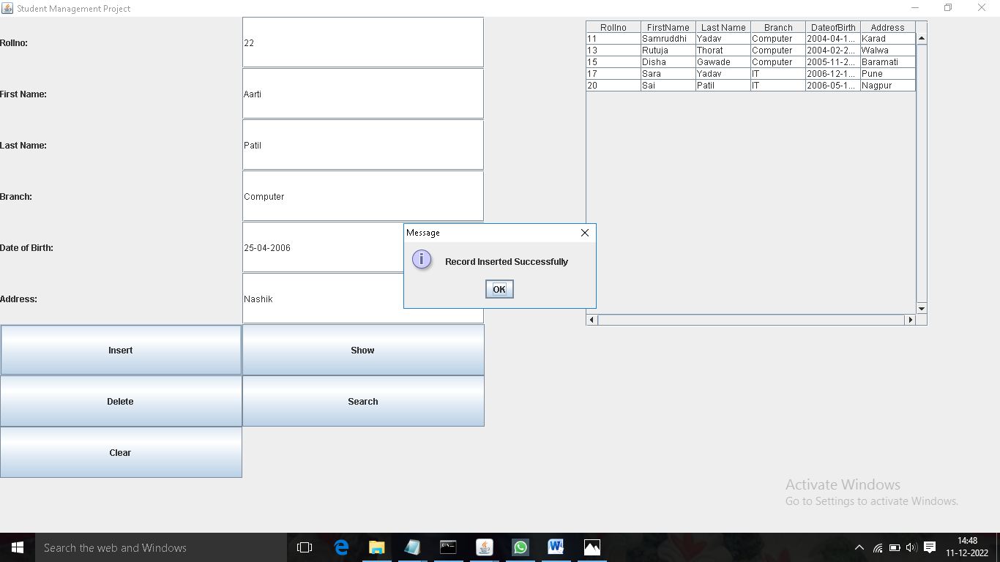 Student Management Project
Rollno:
22
First Name:
Aarti
Last Name:
Patil
Branch:
Computer
Date of Birth:
25-04-2006
Address:
Nashik
Insert
Show
Delete
Search
Clear
Rollno FirstName Last Name Branch DateofBirth Address
11 Samruddhi Yadav Computer 2004-04-1... Karad
13 Rutuja Thorat Computer 2004-02-2... Walwa
15 Disha Gawade Computer 2005-11-2... Baramati
17 Sara Yadav IT 2006-12-1... Pune
20 Sai Patil IT 2006-05-1... Nagpur
Message
Record Inserted Successfully
OK
Activate Windows
Go to Settings to activate Windows.
Search the web and Windows
14:48
11-12-2022